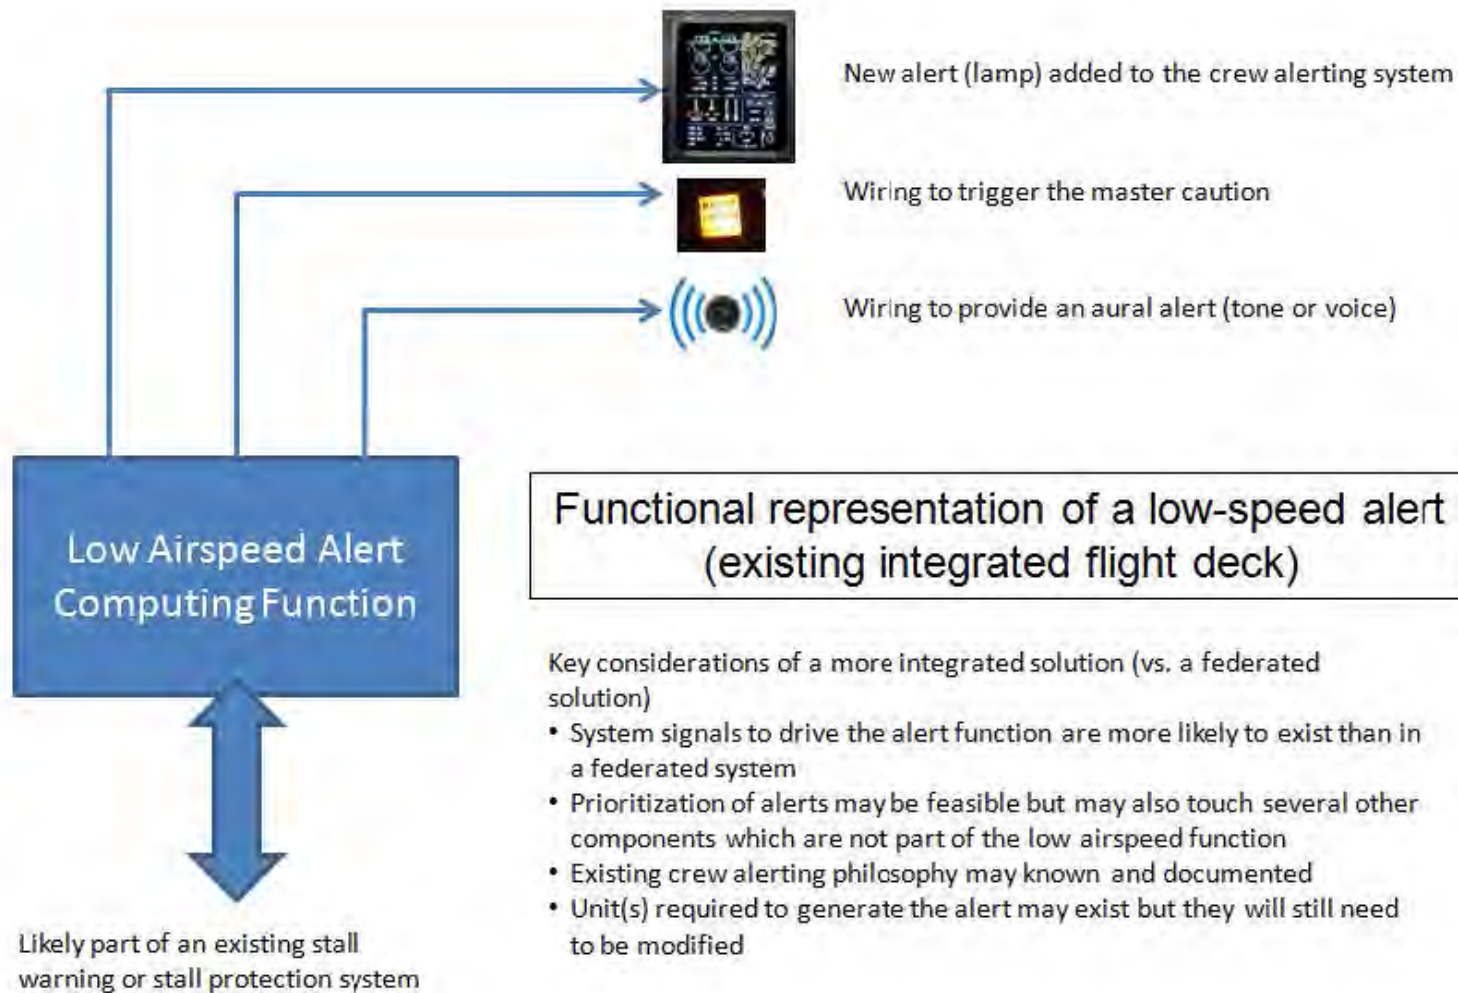 New alert (lamp) added to the crew alerting system
Wiring to trigger the master caution
Wiring to provide an aural alert (tone or voice)
Low Airspeed Alert
Computing Function
Functional representation of a low-speed alert
(existing integrated flight deck)
Key considerations of a more integrated solution (vs. a federated
solution)
• System signals to drive the alert function are more likely to exist than in
a federated system
• Prioritization of alerts may be feasible but may also touch several other
components which are not part of the low airspeed function
• Existing crew alerting philosophy may known and documented
• Unit(s) required to generate the alert may exist but they will still need
to be modified
Likely part of an existing stall
warning or stall protection system